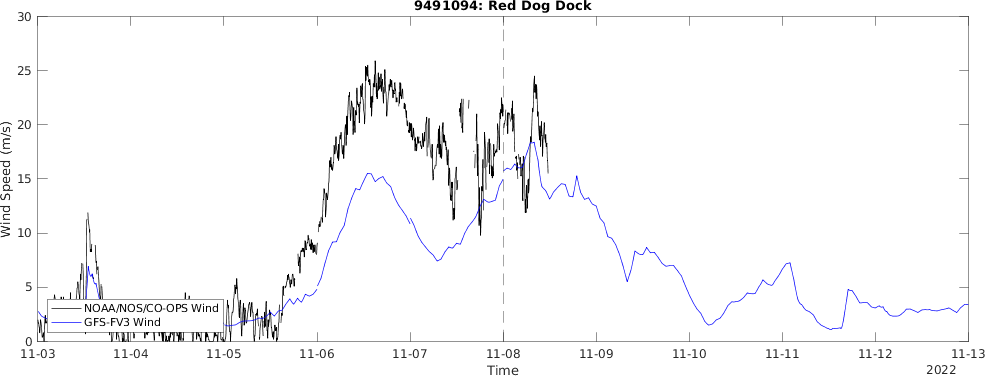 9491094: Red Dog Dock
30
25
20
15
10
5
0
Wind Speed (m/s)
NOAA/NOS/CO-OPS Wind
GFS-FV3 Wind
11-03 11-04 11-05 11-06 11-07 11-08 11-09 11-10 11-11 11-12 11-13
Time
2022